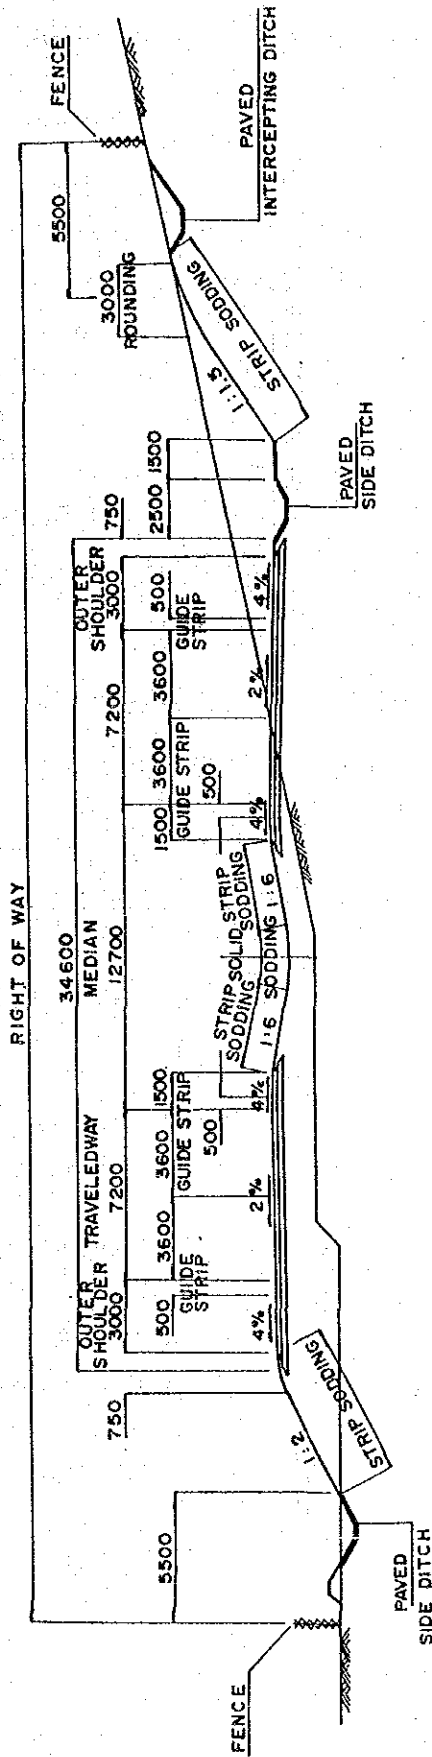 RIGHT OF WAY
34600
OUTER
SHOULDER TRAVELEDWAY MEDIAN OUTER
SHOULDER
750 3000 7200 12700 7200 3000 750
5500 500 3600 3600 1500 1500 3600 3600 500 2500 1500
GUIDE
STRIP
GUIDE STRIP
500
GUIDE STRIP
500
GUIDE
STRIP
3000
ROUNDING
5500
FENCE
FENCE
STRIP
SODDING
SOLID
SODDING
STRIP
SODDING
4% 2% 4% 1:6 1:6 4% 2% 4%
1:2
STRIP SODDING
1:1.5
STRIP SODDING
PAVED
SIDE DITCH
PAVED
SIDE DITCH
PAVED
INTERCEPTING DITCH